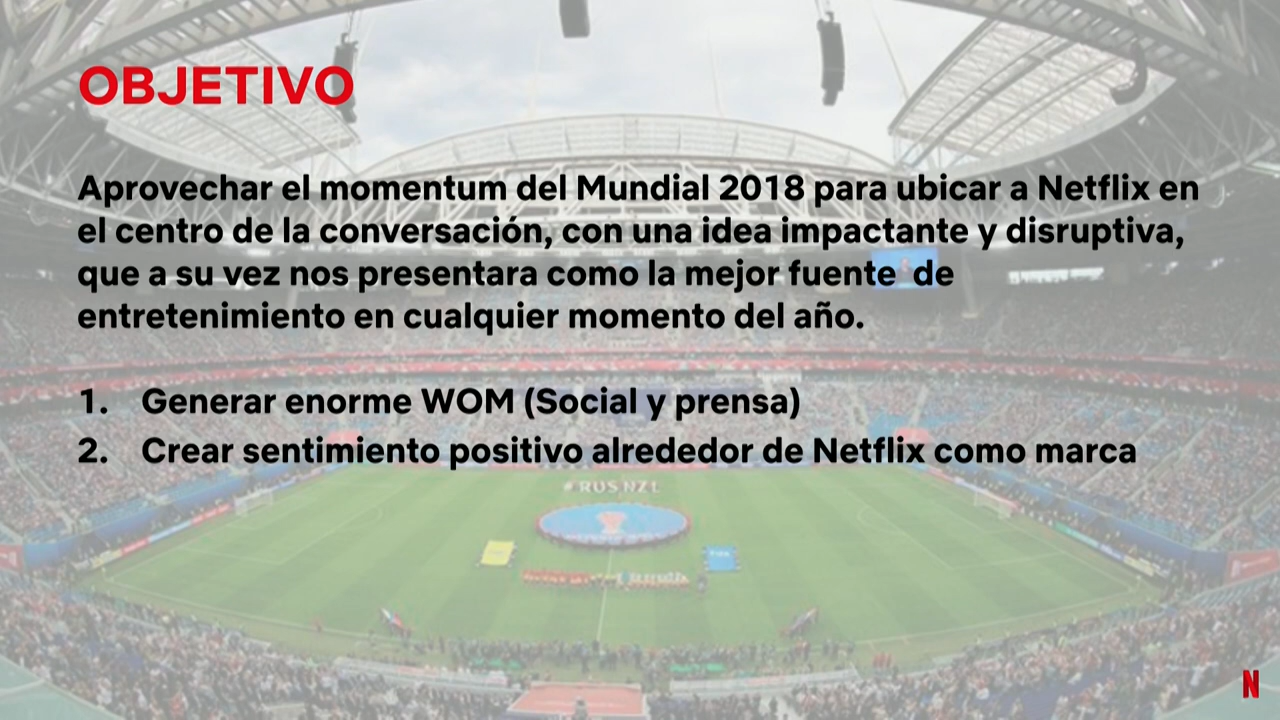 OBJETIVO
Aprovechar el momentum del Mundial 2018 para ubicar a Netflix en
el centro de la conversación, con una idea impactante y disruptiva,
que a su vez nos presentara como la mejor fuente  de
entretenimiento en cualquier momento del año.
1. Generar enorme WOM (Social y prensa)
2. Crear sentimiento positivo alrededor de Netflix como marca
#RUSNZL
N